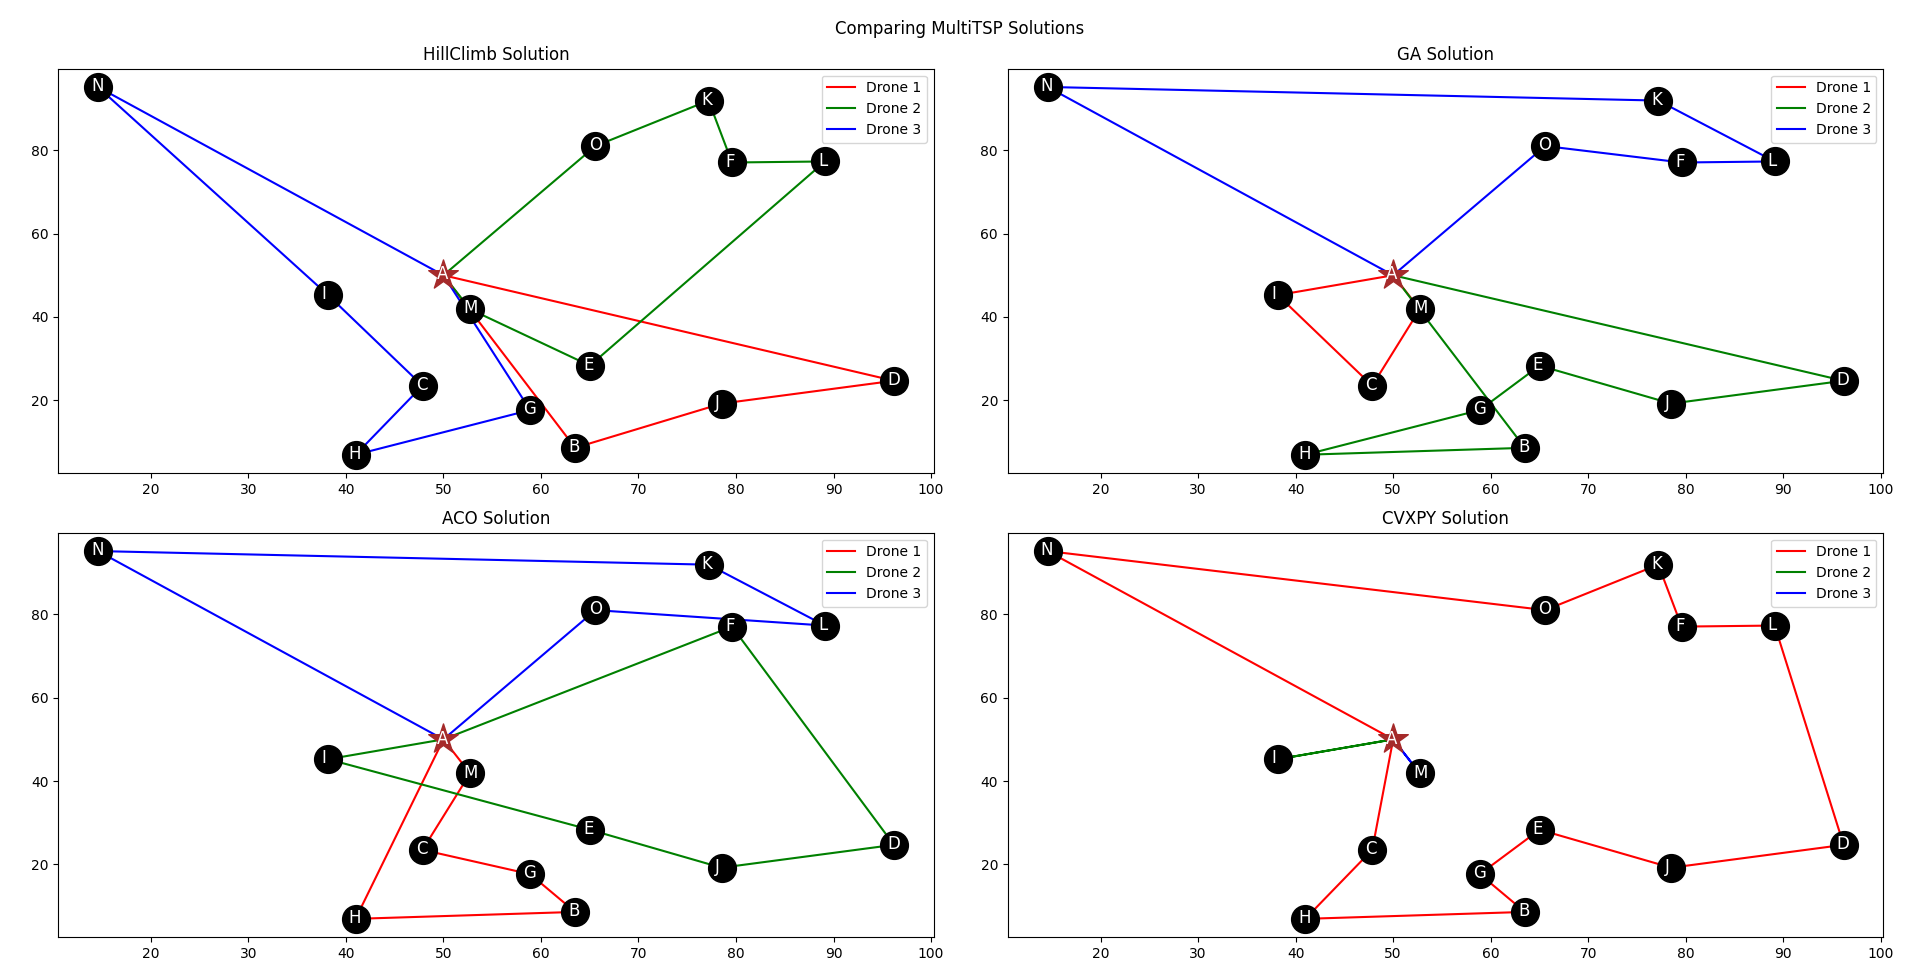 Comparing MultiTSP Solutions
HillClimb Solution
N
K
O
F
L
A
I
M
E
D
C
J
G
B
H
Drone 1
Drone 2
Drone 3
80
60
40
20
20 30 40 50 60 70 80 90 100
GA Solution
N
K
O
F
L
A
I
M
E
D
C
J
G
B
H
Drone 1
Drone 2
Drone 3
80
60
40
20
20 30 40 50 60 70 80 90 100
ACO Solution
N
K
O
F
L
A
I
M
E
D
C
J
G
B
H
Drone 1
Drone 2
Drone 3
80
60
40
20
20 30 40 50 60 70 80 90 100
CVXPY Solution
N
K
O
F
L
A
I
M
E
D
C
J
G
B
H
Drone 1
Drone 2
Drone 3
80
60
40
20
20 30 40 50 60 70 80 90 100